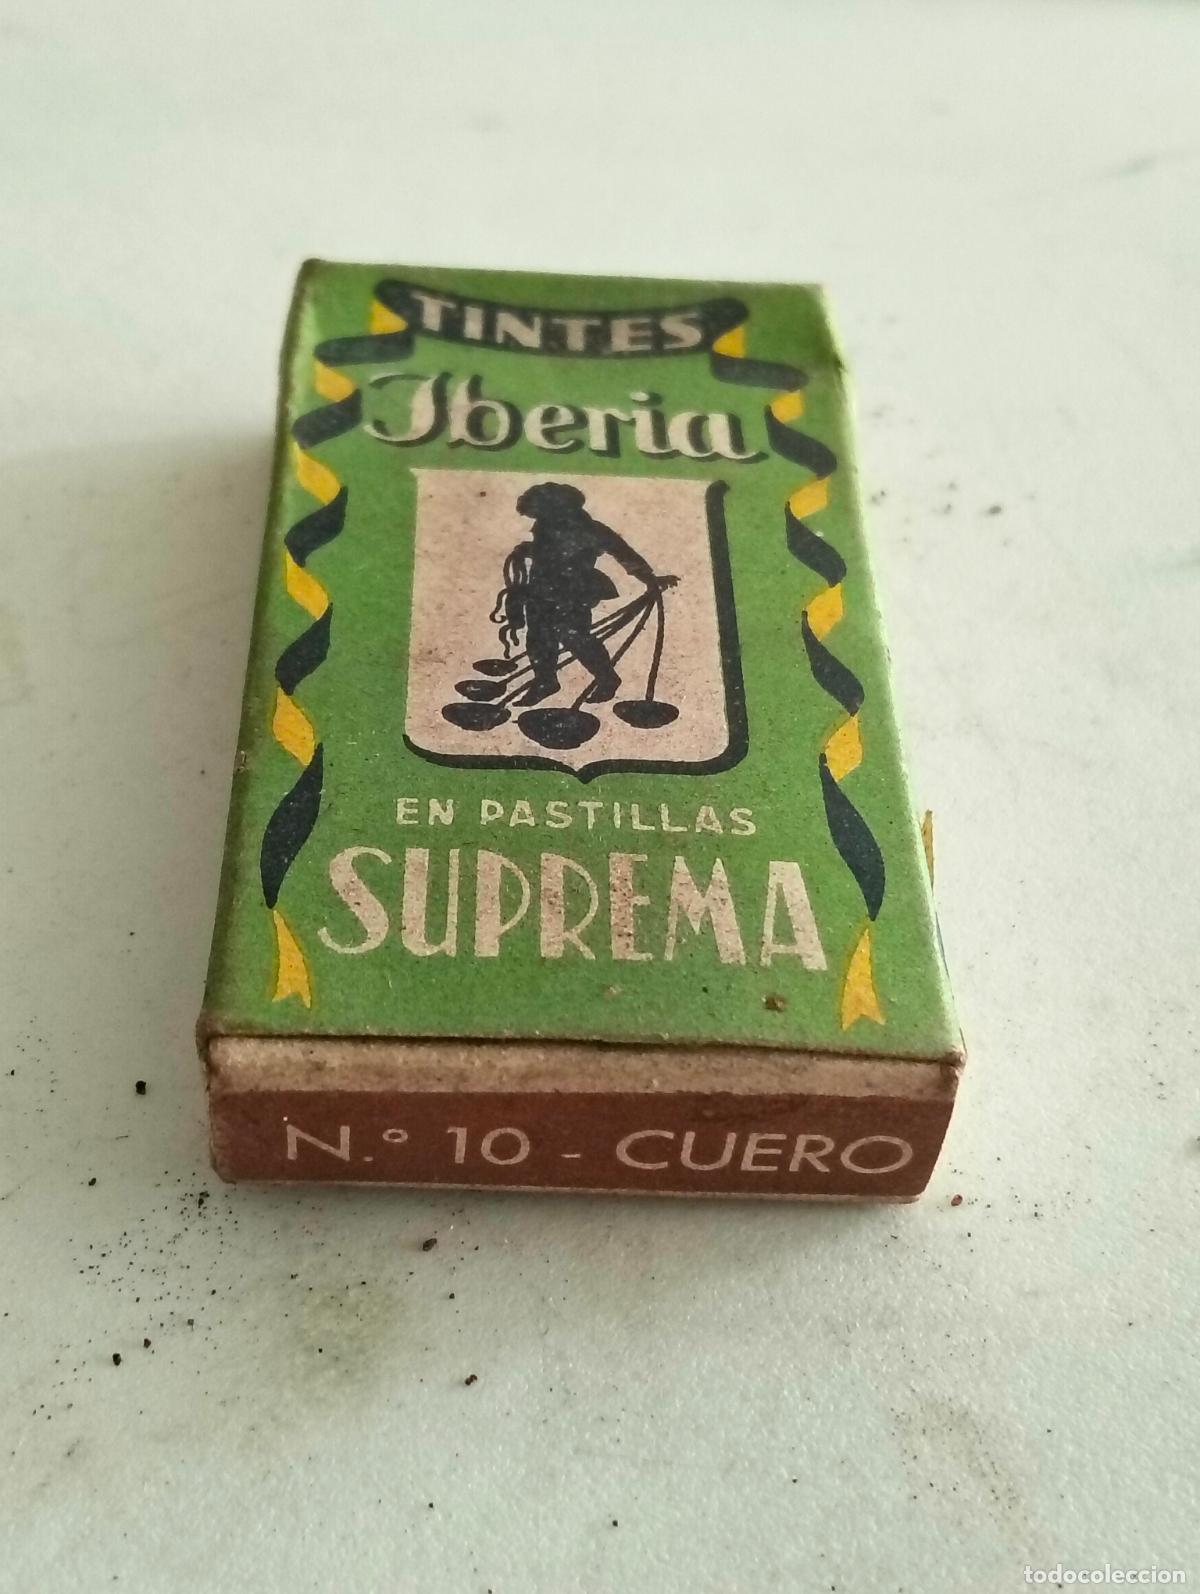 TINTES
Iberia
EN PASTILLAS
SUPREMA
N.º 10 - CUERO
todocoleccion